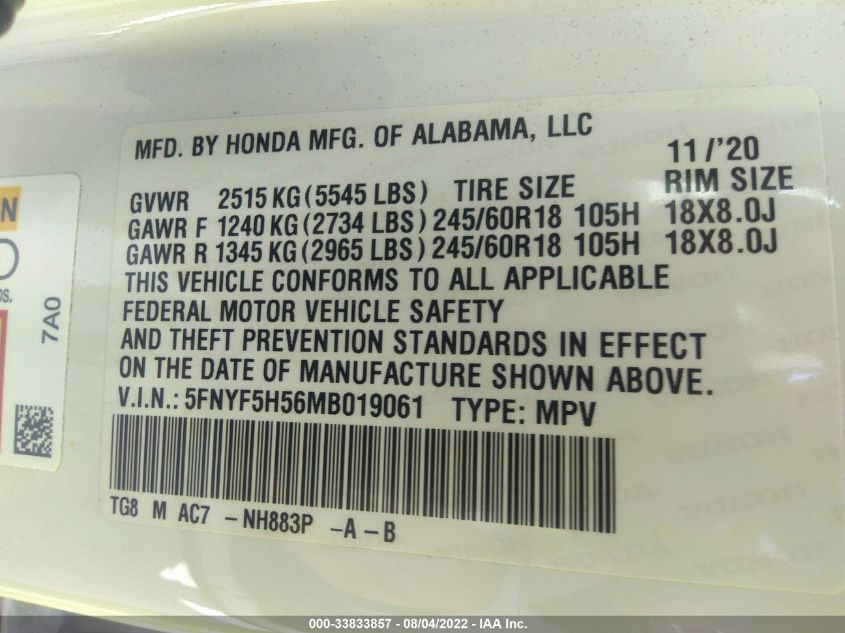 MFD. BY HONDA MFG. OF ALABAMA, LLC
11/'20
GVWR 2515 KG (5545 LBS) TIRE SIZE RIM SIZE
GAWR F 1240 KG (2734 LBS) 245/60R18 105H 18X8.0J
GAWR R 1345 KG (2965 LBS) 245/60R18 105H 18X8.0J
THIS VEHICLE CONFORMS TO ALL APPLICABLE
FEDERAL MOTOR VEHICLE SAFETY
AND THEFT PREVENTION STANDARDS IN EFFECT
ON THE DATE OF MANUFACTURE SHOWN ABOVE.
V.I.N.: 5FNYF5H56MB019061 TYPE: MPV
TG8 M AC7 -NH883P -A -B
7A0
000-33833857 - 08/04/2022 - IAA Inc.